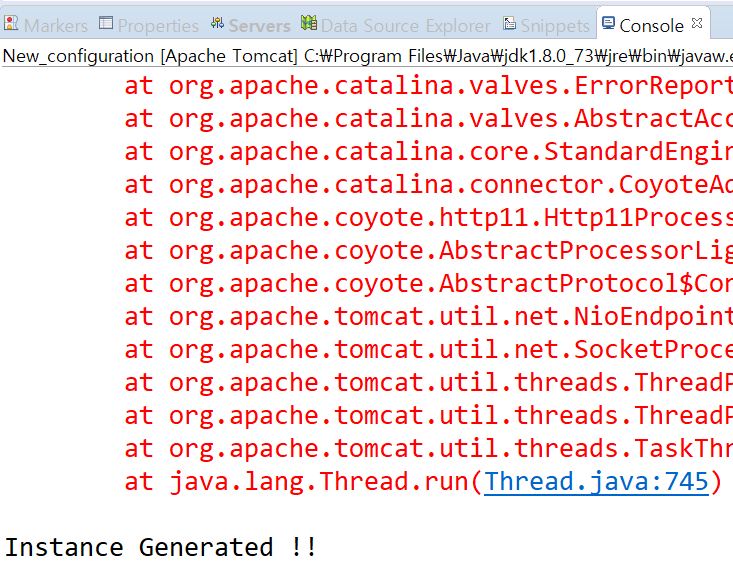 Markers Properties Servers Data Source Explorer Snippets Console
New_configuration [Apache Tomcat] C:₩Program Files₩Java₩jdk1.8.0_73₩jre₩bin₩javaw.e
at org.apache.catalina.valves.ErrorReport
at org.apache.catalina.valves.AbstractAcc
at org.apache.catalina.core.StandardEngin
at org.apache.catalina.connector.CoyoteAd
at org.apache.coyote.http11.Http11Process
at org.apache.coyote.AbstractProcessorLig
at org.apache.coyote.AbstractProtocol$Con
at org.apache.tomcat.util.net.NioEndpoint
at org.apache.tomcat.util.net.SocketProce
at org.apache.tomcat.util.threads.ThreadP
at org.apache.tomcat.util.threads.ThreadP
at org.apache.tomcat.util.threads.TaskThr
at java.lang.Thread.run(Thread.java:745)
Instance Generated !!